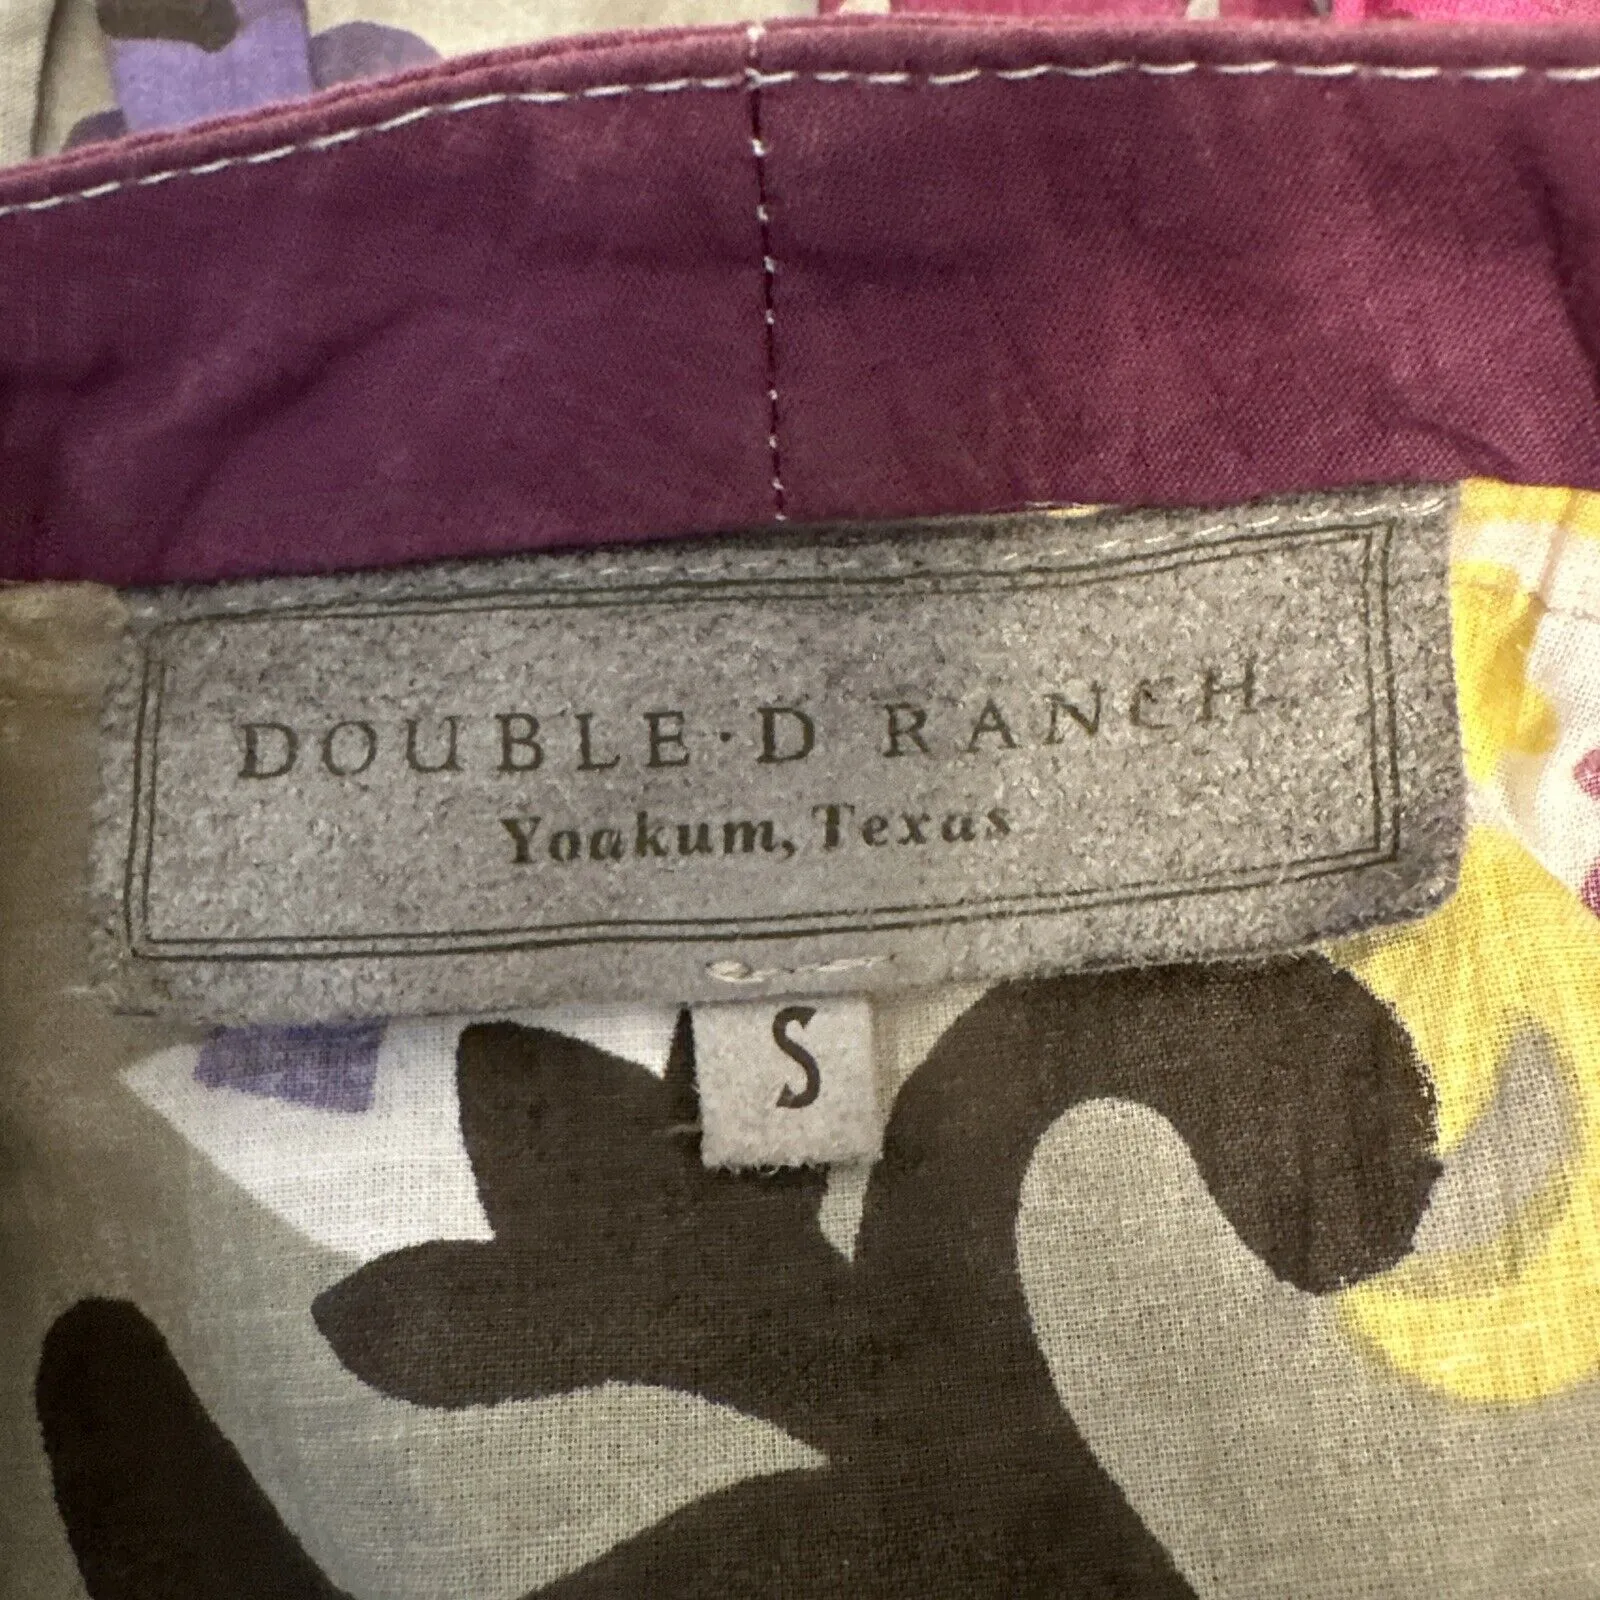 DOUBLE·D RANCH
Yoakum, Texas
S